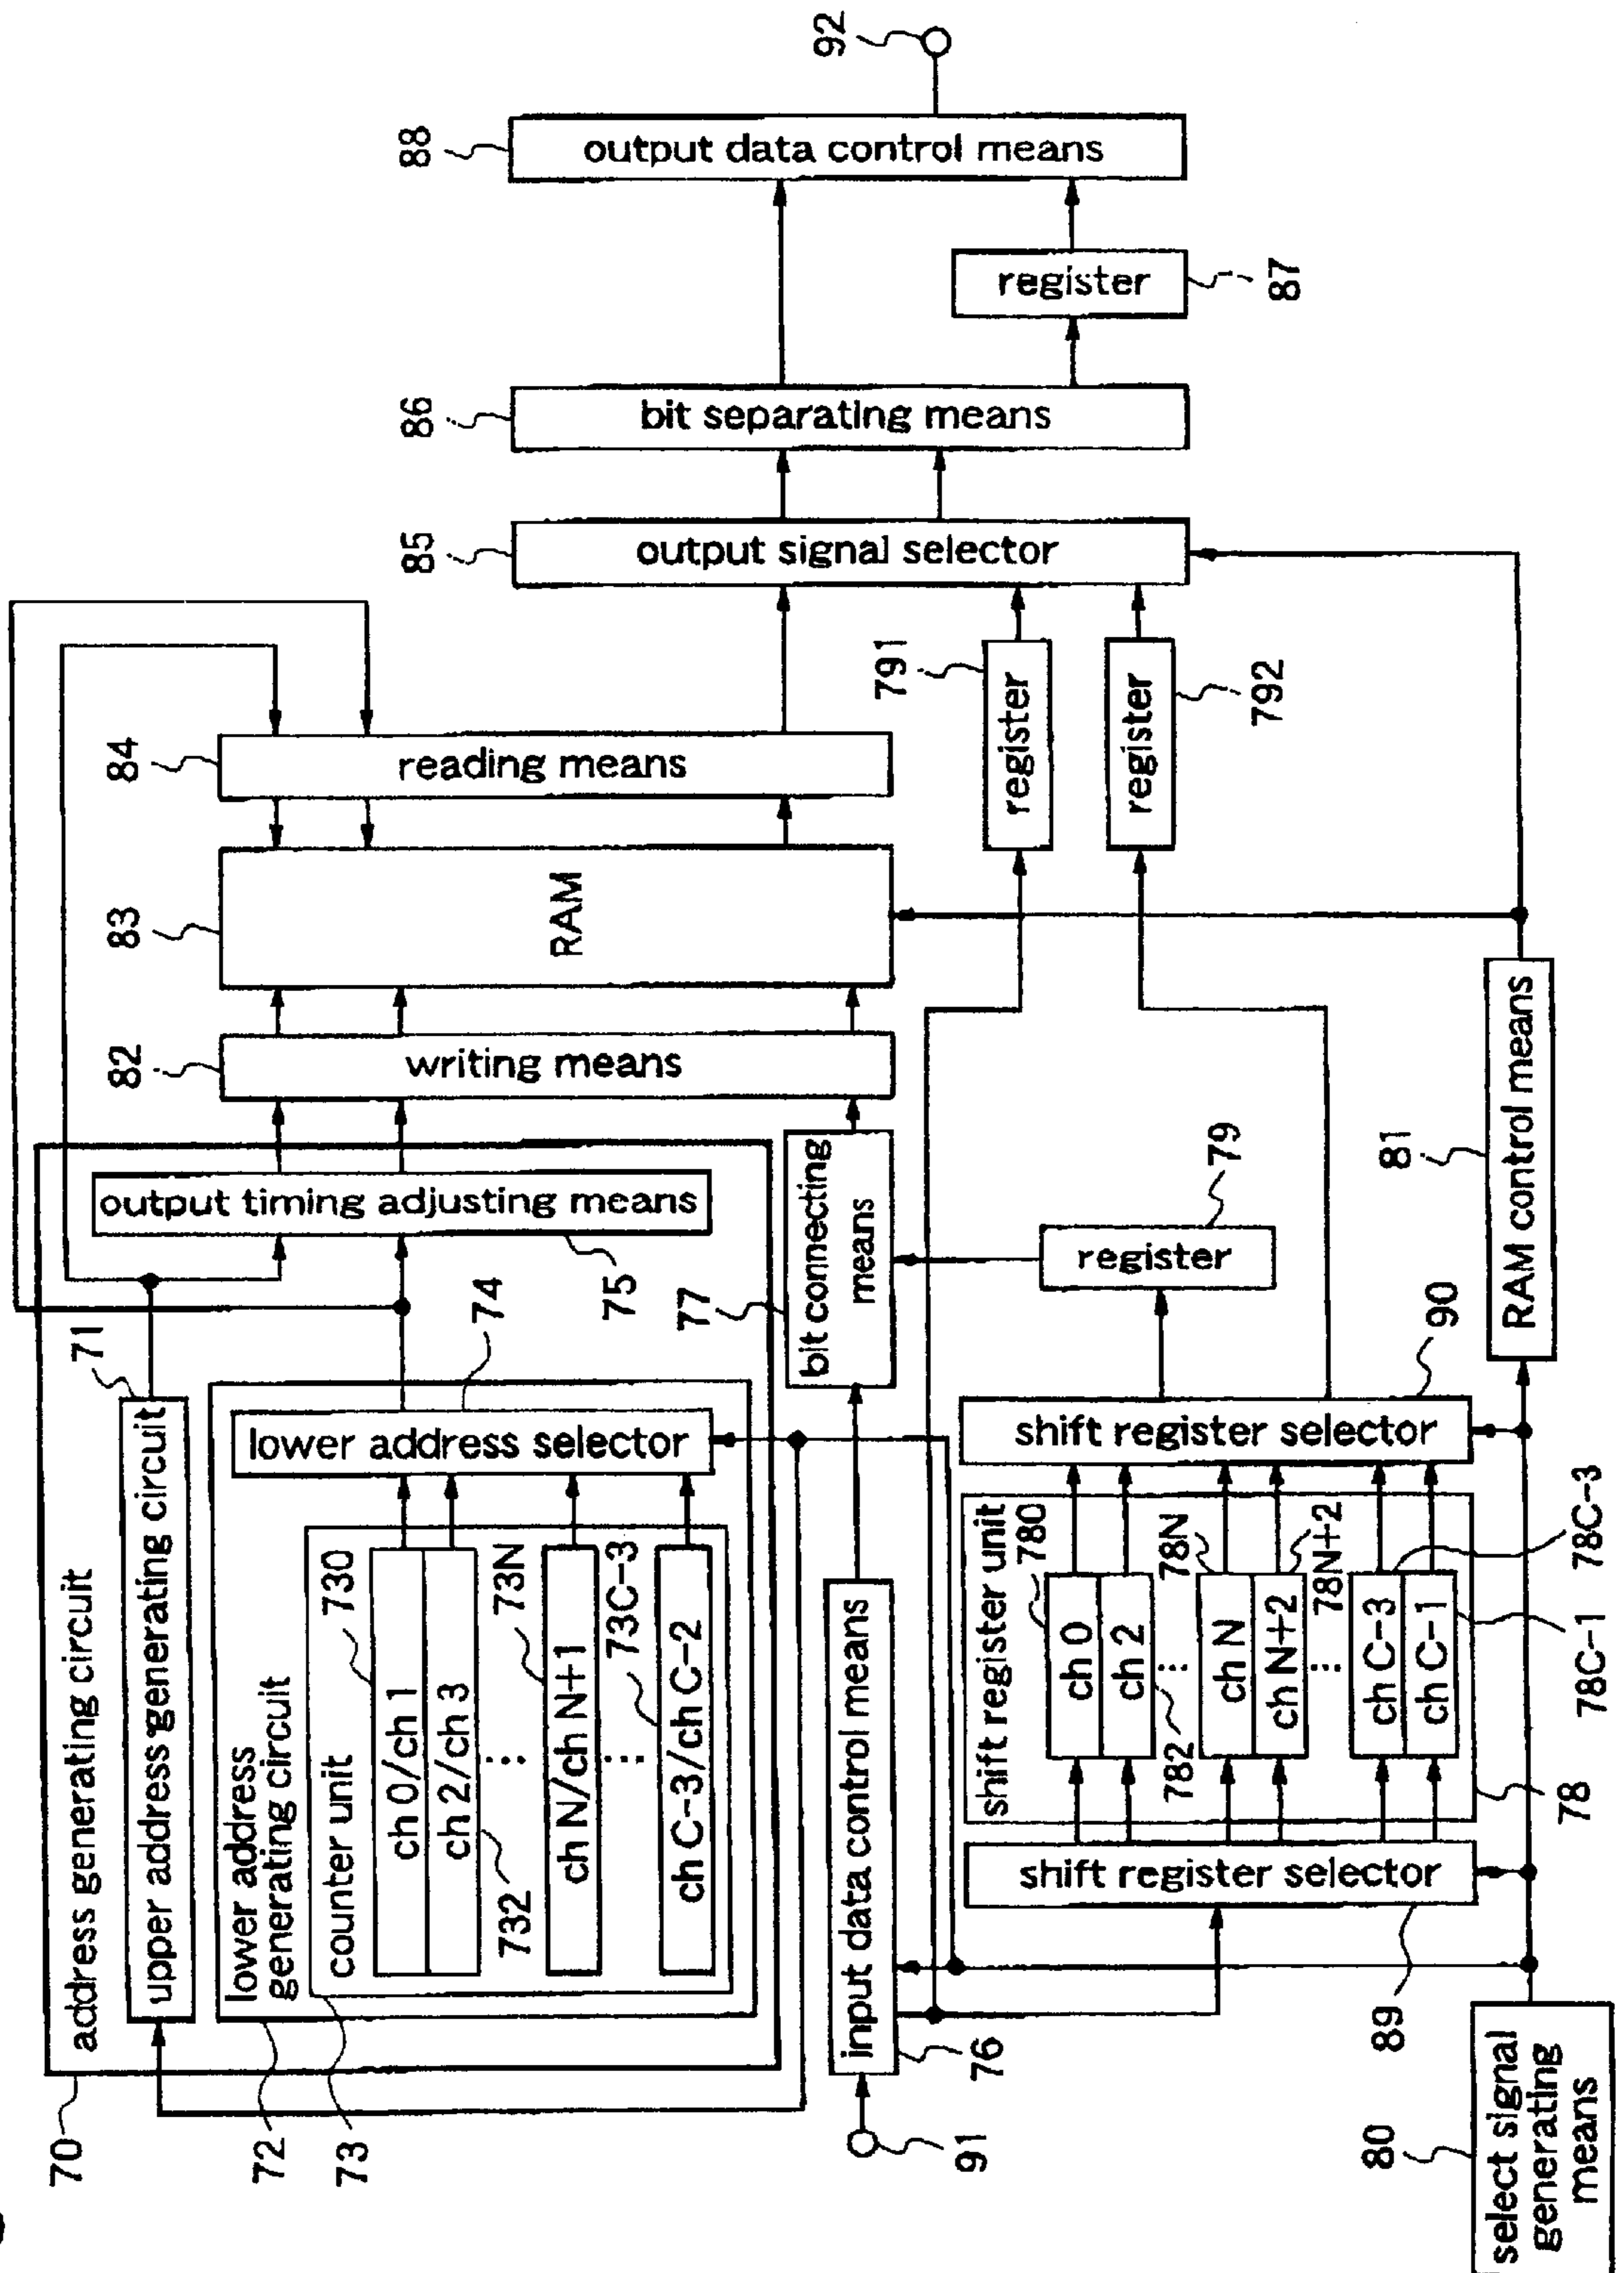 70
address generating circuit
71
upper address generating circuit
72
lower address
generating circuit
73
counter unit
730
ch 0/ch 1
ch 2/ch 3
732
⋮
73N
ch N/ch N+1
⋮
73C-3
ch C-3/ch C-2
lower address selector
74
output timing adjusting means
75
82
writing means
83
RAM
84
reading means
91
input data control means
76
77
bit connecting
means
79
register
89
shift register selector
shift register unit
78
780
ch 0
ch 2
782
⋮
78N
ch N
ch N+2
78N+2
⋮
ch C-3
78C-3
ch C-1
78C-1
shift register selector
90
80
select signal
generating
means
81
RAM control means
791
register
register
792
85
output signal selector
86
bit separating means
register
87
88
output data control means
92